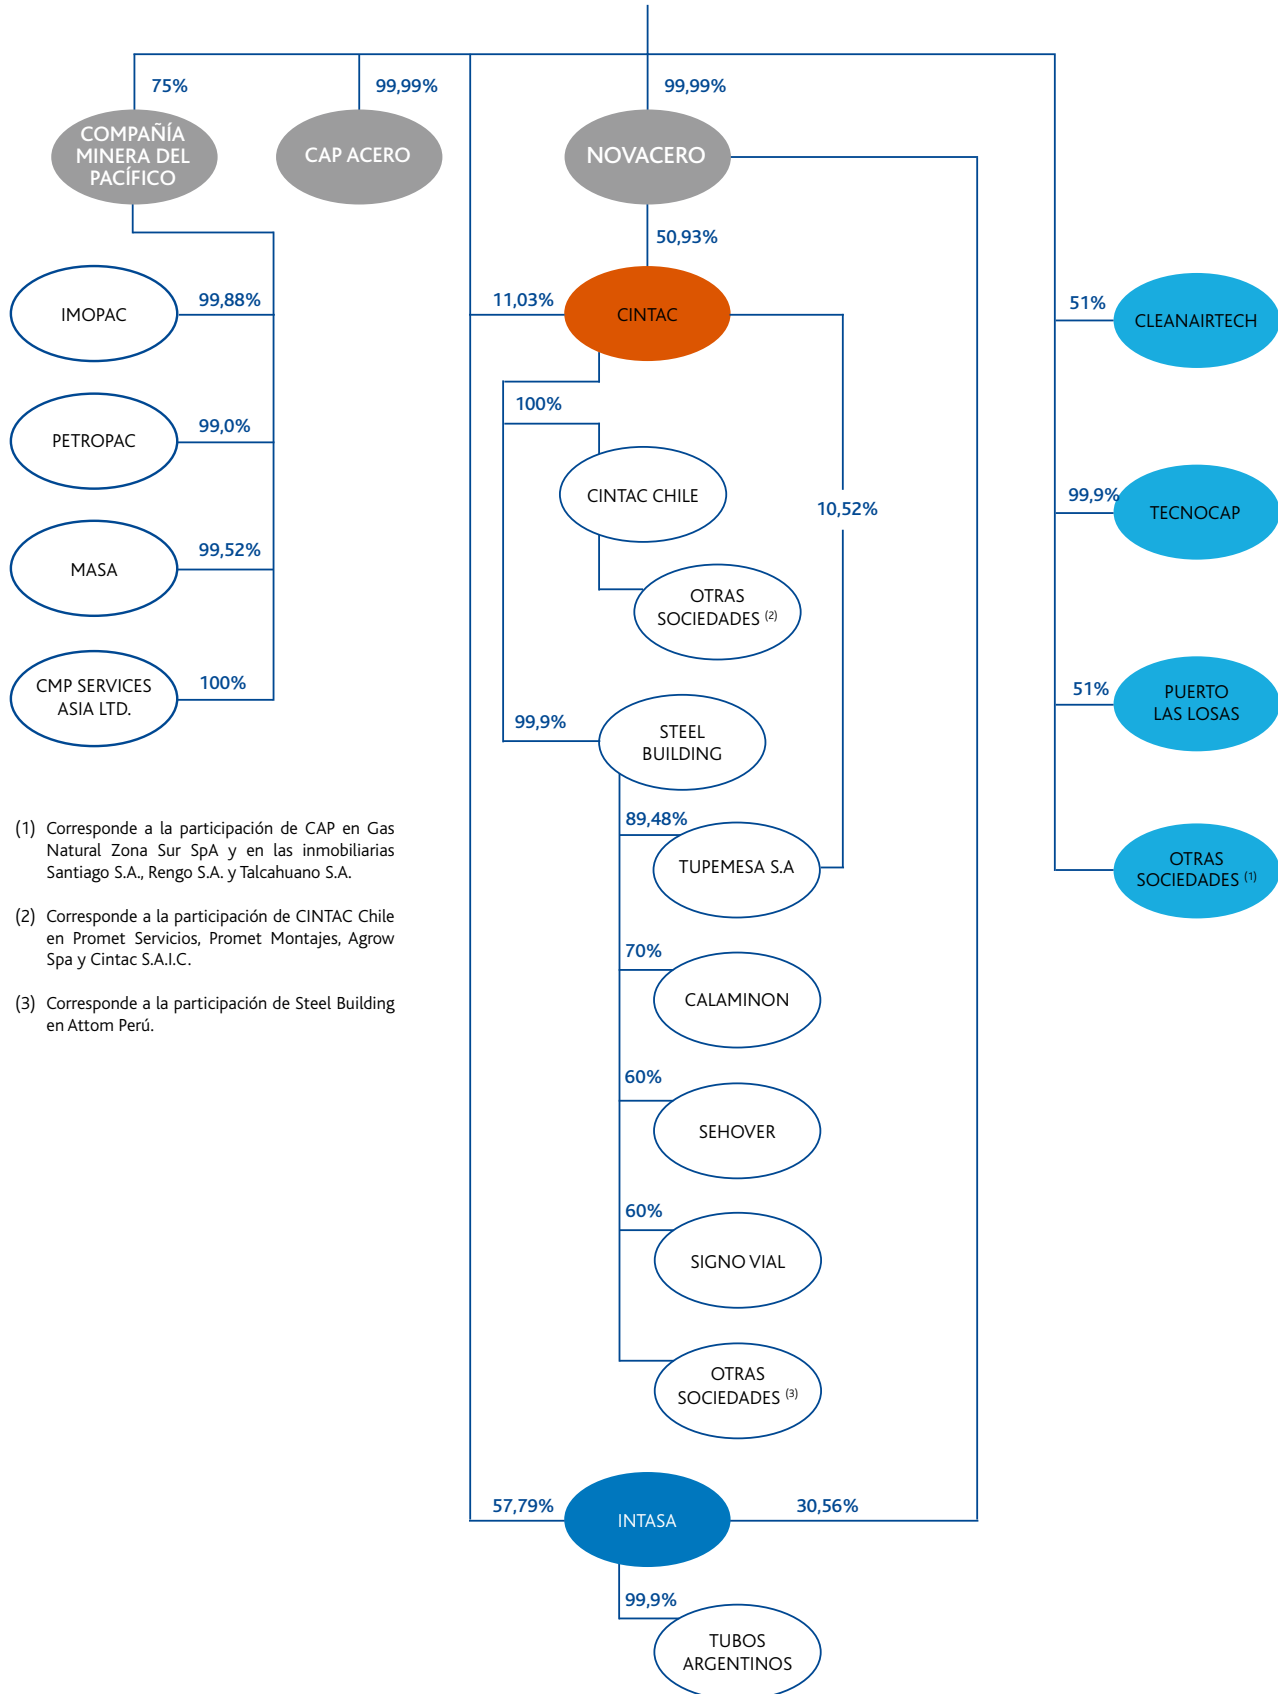 75%
99,99%
99,99%
COMPAÑÍA
MINERA DEL
PACÍFICO
CAP ACERO
NOVACERO
50,93%
IMOPAC
99,88%
11,03%
CINTAC
51%
CLEANAIRTECH
100%
PETROPAC
99,0%
CINTAC CHILE
10,52%
99,9%
TECNOCAP
MASA
99,52%
OTRAS
SOCIEDADES (2)
CMP SERVICES
ASIA LTD.
100%
51%
PUERTO
LAS LOSAS
99,9%
STEEL
BUILDING
89,48%
TUPEMESA S.A
OTRAS
SOCIEDADES (1)
(1) Corresponde a la participación de CAP en Gas
Natural Zona Sur SpA y en las inmobiliarias
Santiago S.A., Rengo S.A. y Talcahuano S.A.
(2) Corresponde a la participación de CINTAC Chile
en Promet Servicios, Promet Montajes, Agrow
Spa y Cintac S.A.I.C.
(3) Corresponde a la participación de Steel Building
en Attom Perú.
70%
CALAMINON
60%
SEHOVER
60%
SIGNO VIAL
OTRAS
SOCIEDADES (3)
57,79%
INTASA
30,56%
99,9%
TUBOS
ARGENTINOS